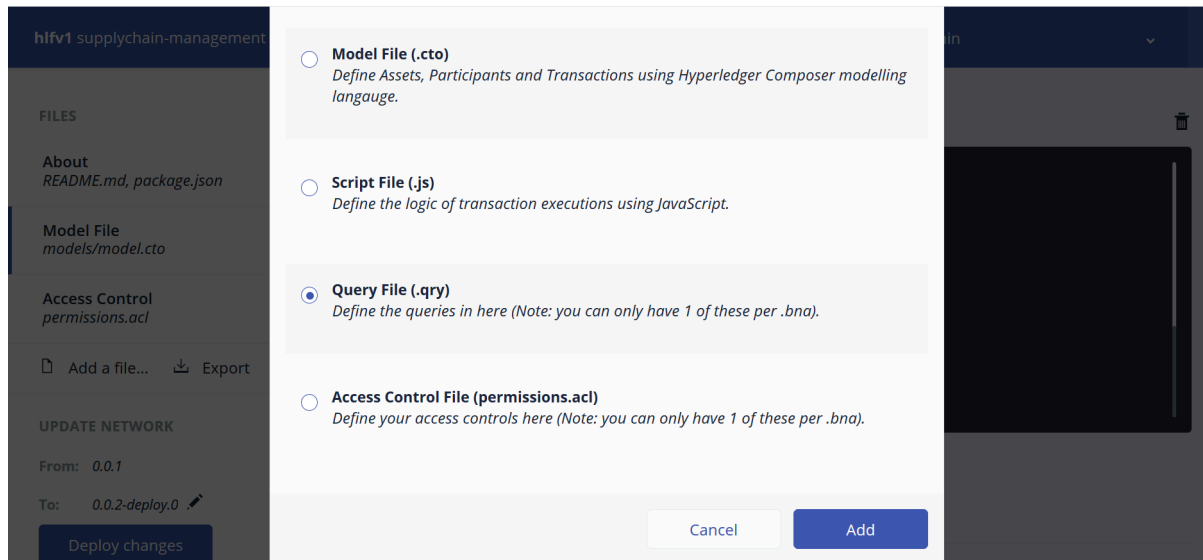 hlfv1 supplychain-management
in
FILES
About
README.md, package.json
Model File
models/model.cto
Access Control
permissions.acl
Add a file... Export
UPDATE NETWORK
From: 0.0.1
To: 0.0.2-deploy.0
Deploy changes
Model File (.cto)
Define Assets, Participants and Transactions using Hyperledger Composer modelling
langauge.
Script File (.js)
Define the logic of transaction executions using JavaScript.
Query File (.qry)
Define the queries in here (Note: you can only have 1 of these per .bna).
Access Control File (permissions.acl)
Define your access controls here (Note: you can only have 1 of these per .bna).
Cancel Add